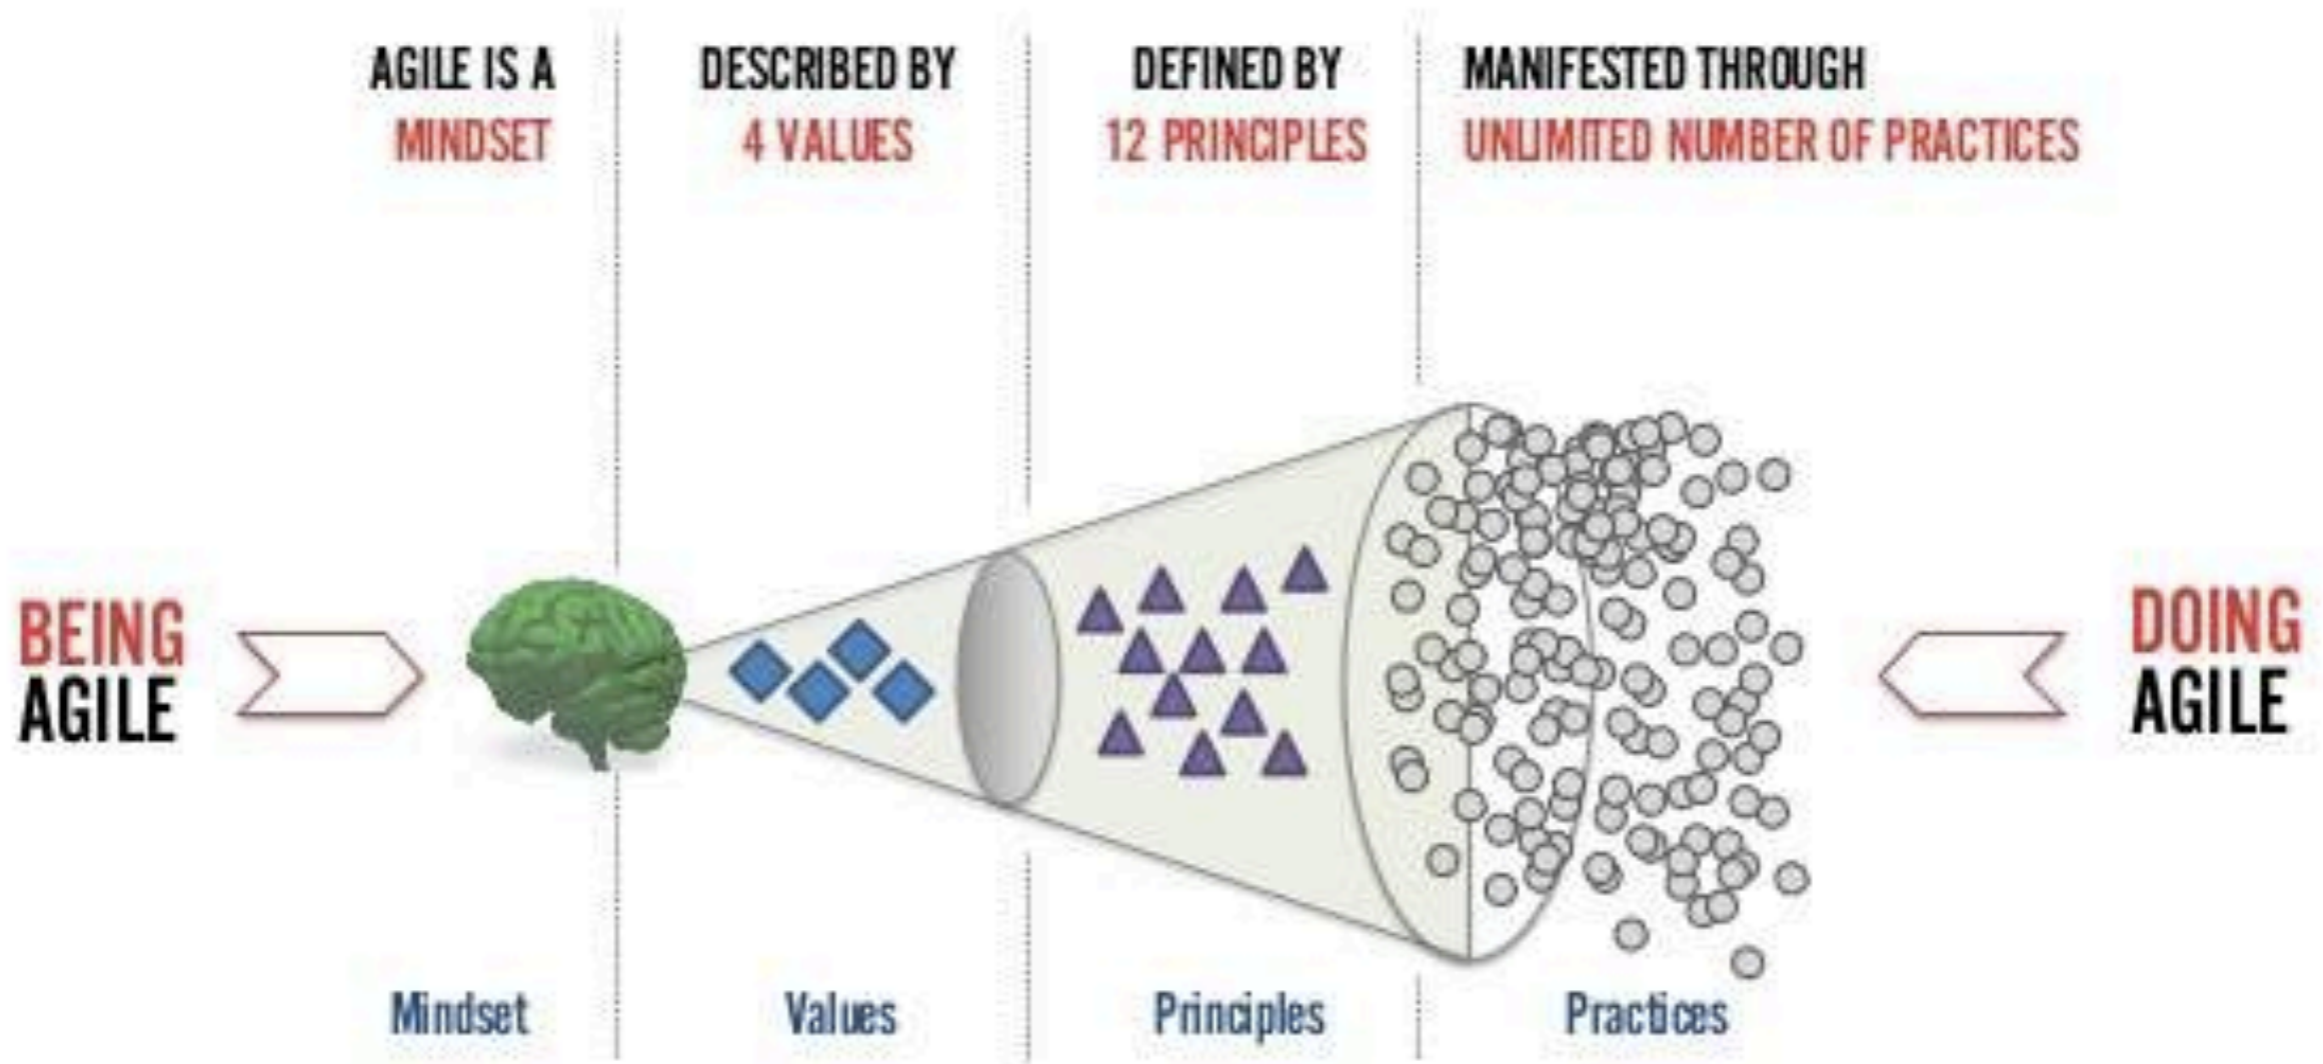 AGILE IS A
MINDSET
DESCRIBED BY
4 VALUES
DEFINED BY
12 PRINCIPLES
MANIFESTED THROUGH
UNLIMITED NUMBER OF PRACTICES
BEING
AGILE
DOING
AGILE
Mindset
Values
Principles
Practices